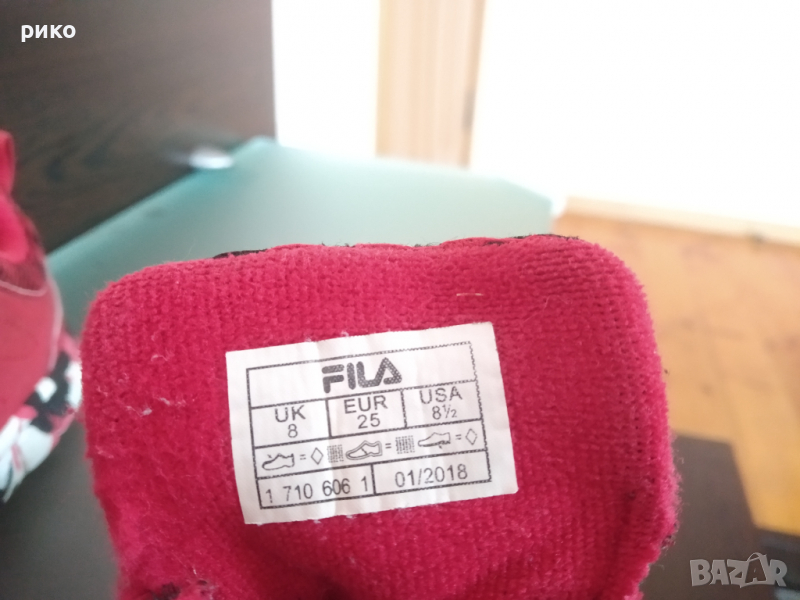 рико
FILA
UK EUR USA
8 25 8½
= ◇ = = ◇
1 710 606 1 01/2018
BAZAR